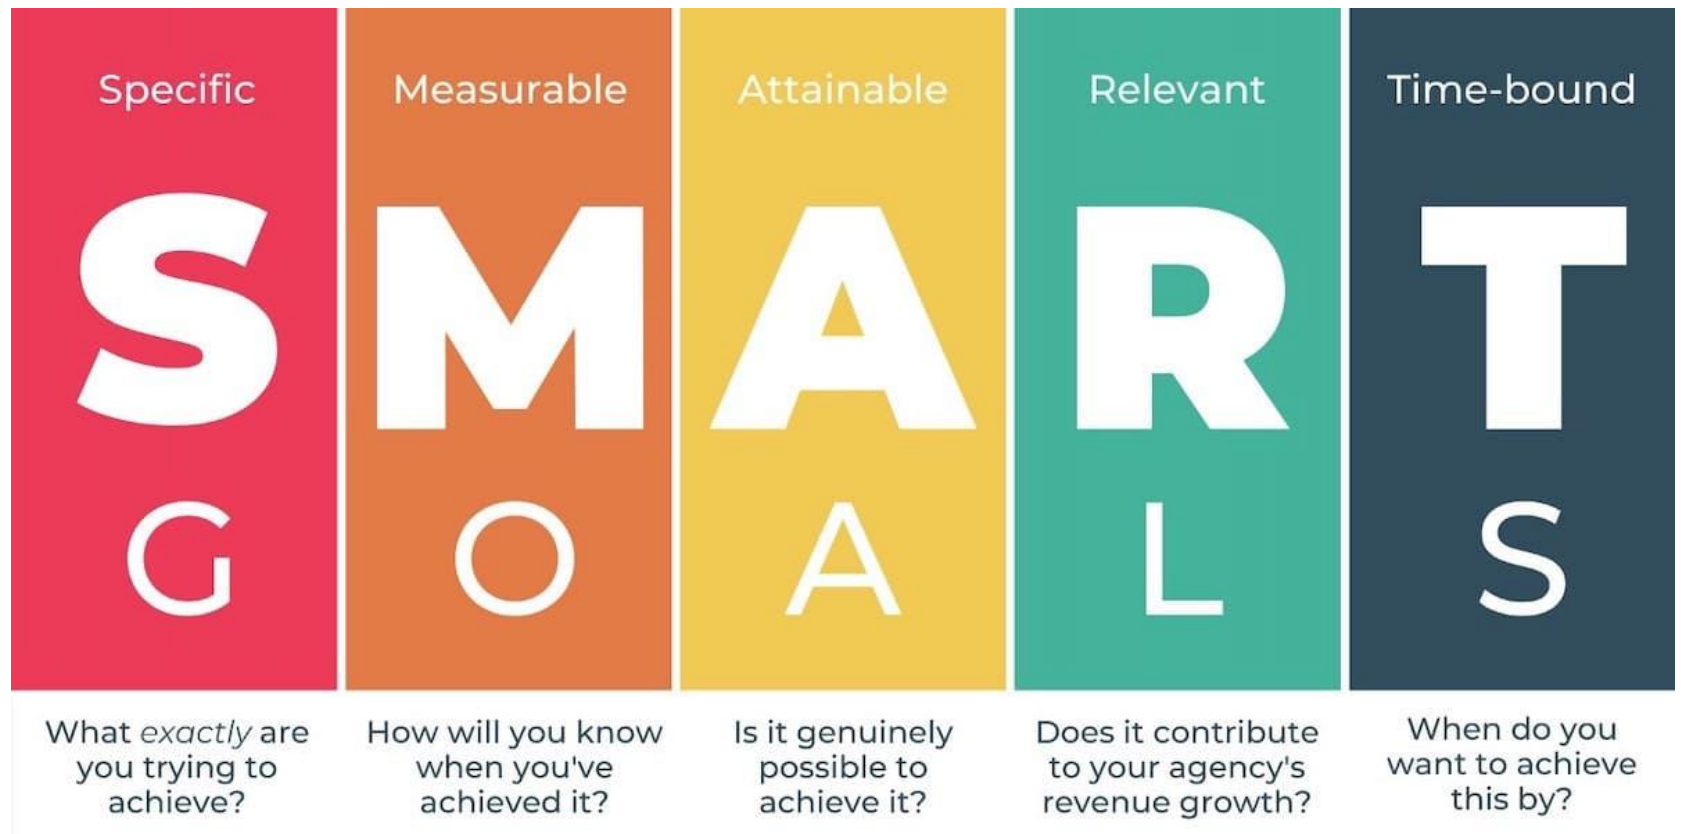 Specific
S
G
What exactly are
you trying to
achieve?
Measurable
M
O
How will you know
when you've
achieved it?
Attainable
A
A
Is it genuinely
possible to
achieve it?
Relevant
R
L
Does it contribute
to your agency's
revenue growth?
Time-bound
T
S
When do you
want to achieve
this by?